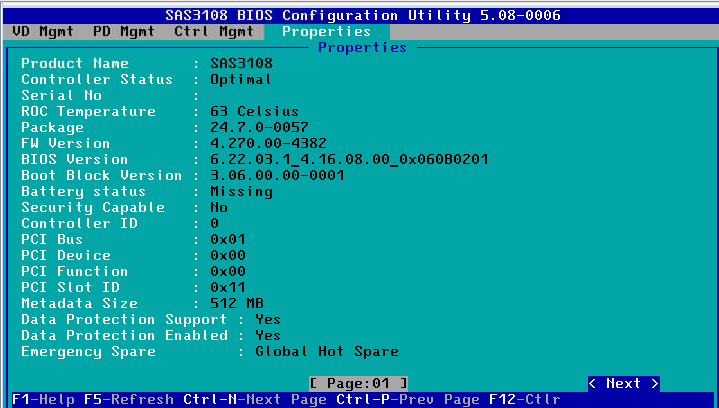 SAS3108 BIOS Configuration Utility 5.08-0006
VD Mgmt PD Mgmt Ctrl Mgmt Properties
Properties
Product Name : SAS3108
Controller Status : Optimal
Serial No :
ROC Temperature : 63 Celsius
Package : 24.7.0-0057
FW Version : 4.270.00-4382
BIOS Version : 6.22.03.1_4.16.08.00_0x060B0201
Boot Block Version : 3.06.00.00-0001
Battery status : Missing
Security Capable : No
Controller ID : 0
PCI Bus : 0x01
PCI Device : 0x00
PCI Function : 0x00
PCI Slot ID : 0x11
Metadata Size : 512 MB
Data Protection Support : Yes
Data Protection Enabled : Yes
Emergency Spare : Global Hot Spare
[ Page:01 ] < Next >
F1-Help F5-Refresh Ctrl-N-Next Page Ctrl-P-Prev Page F12-Ctlr